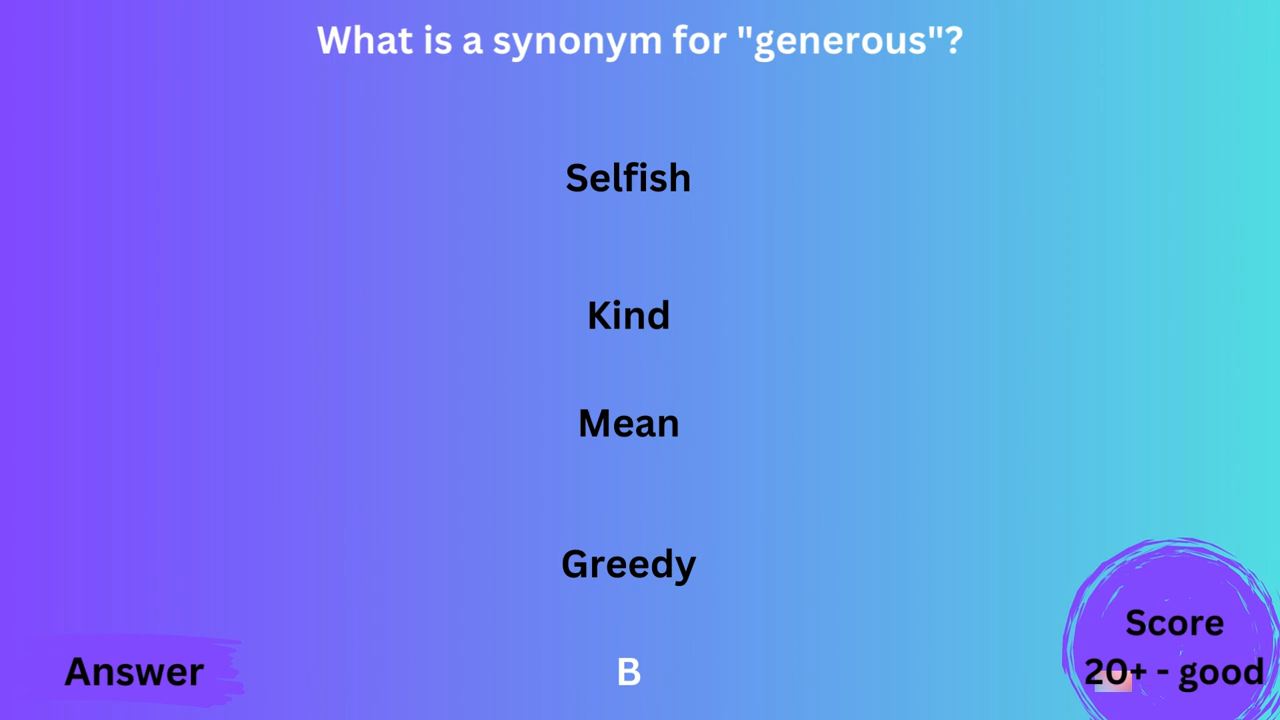 What is a synonym for "generous"?
Selfish
Kind
Mean
Greedy
Answer
B
Score
20+ - good